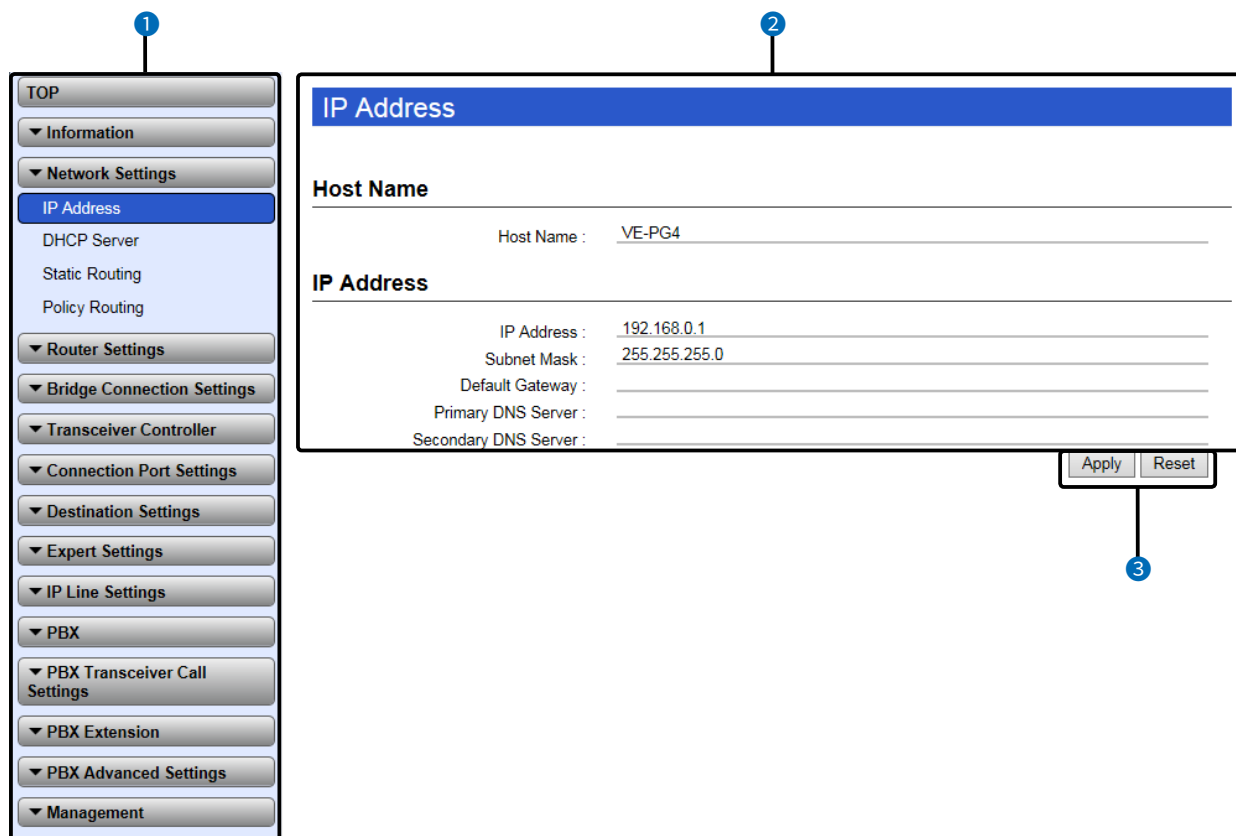 1
2
TOP
Information
Network Settings
IP Address
DHCP Server
Static Routing
Policy Routing
Router Settings
Bridge Connection Settings
Transceiver Controller
Connection Port Settings
Destination Settings
Expert Settings
IP Line Settings
PBX
PBX Transceiver Call
Settings
PBX Extension
PBX Advanced Settings
Management
IP Address
Host Name
Host Name : VE-PG4
IP Address
IP Address : 192.168.0.1
Subnet Mask : 255.255.255.0
Default Gateway :
Primary DNS Server :
Secondary DNS Server :
Apply Reset
3